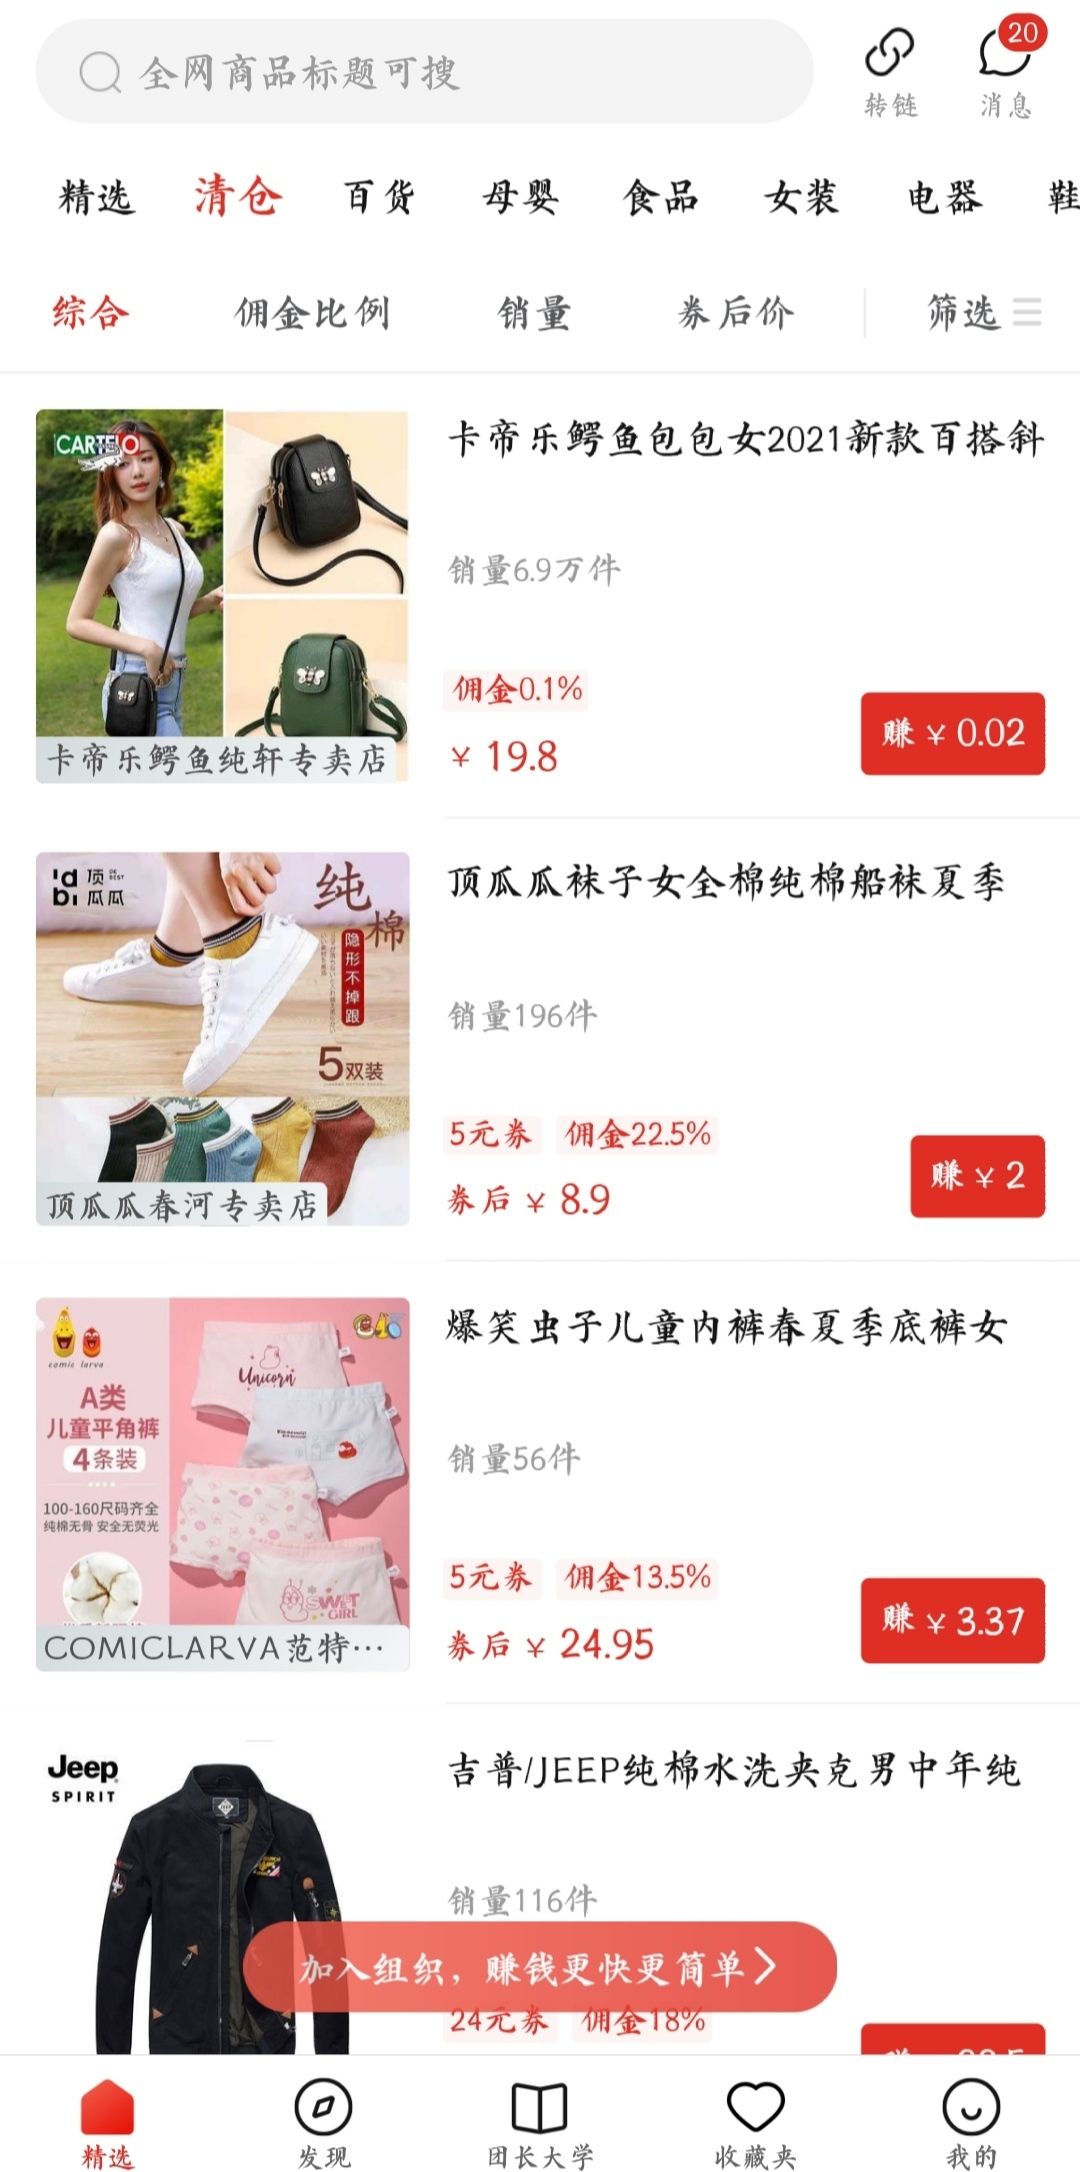 全网商品标题可搜
转链
20
消息
精选 清仓 百货 母婴 食品 女装 电器 鞋
综合 佣金比例 销量 券后价 筛选
CARTELO
卡帝乐鳄鱼纯轩专卖店
卡帝乐鳄鱼包包女2021新款百搭斜
销量6.9万件
佣金0.1%
¥ 19.8
赚 ¥ 0.02
顶瓜瓜
纯棉
隐形不掉跟
5双装
顶瓜瓜春河专卖店
顶瓜瓜袜子女全棉纯棉船袜夏季
销量196件
5元券 佣金22.5%
券后 ¥ 8.9
赚 ¥ 2
comic larva
A类
儿童平角裤
4条装
100-160尺码齐全
纯棉无骨 安全无荧光
Unicorn
SWEET
GIRL
COMICLARVA范特…
爆笑虫子儿童内裤春夏季底裤女
销量56件
5元券 佣金13.5%
券后 ¥ 24.95
赚 ¥ 3.37
Jeep
SPIRIT
吉普/JEEP纯棉水洗夹克男中年纯
销量116件
加入组织，赚钱更快更简单
24元券 佣金18%
精选 发现 团长大学 收藏夹 我的